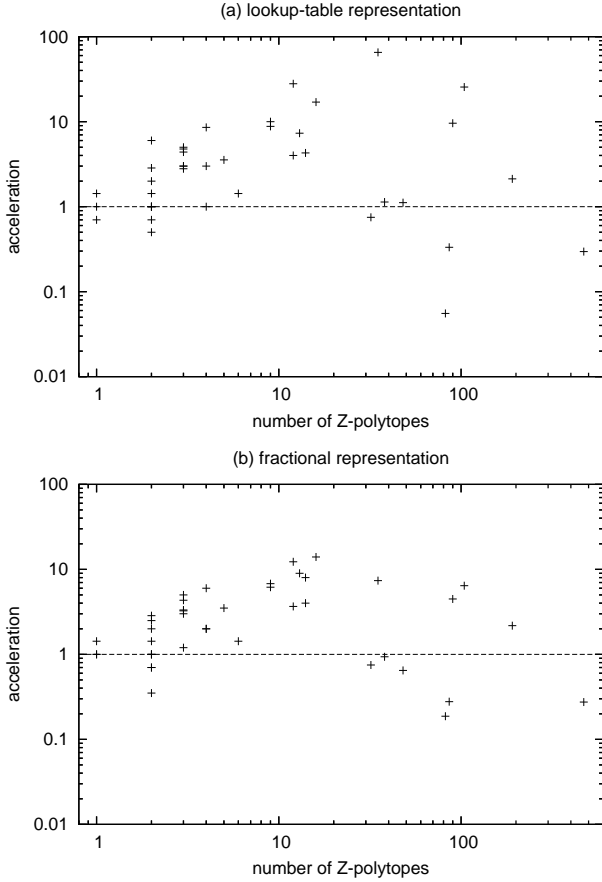 (a) lookup-table representation
100
10
1
0.1
0.01
acceleration
1
10
100
number of Z-polytopes
(b) fractional representation
100
10
1
0.1
0.01
acceleration
1
10
100
number of Z-polytopes